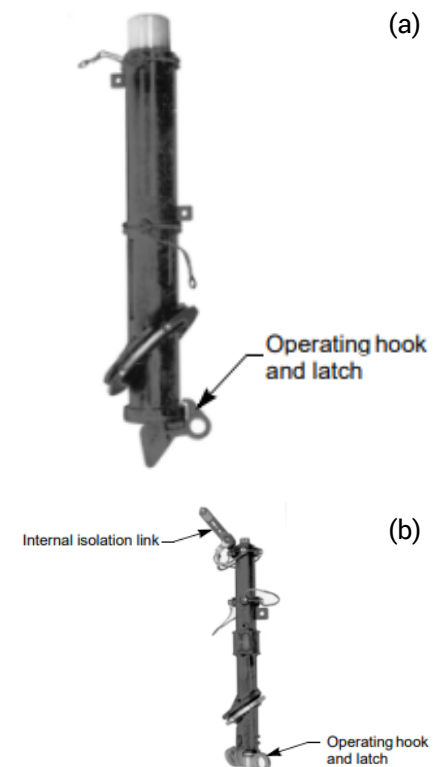 (a)
Operating hook
and latch
(b)
Internal isolation link
Operating hook
and latch